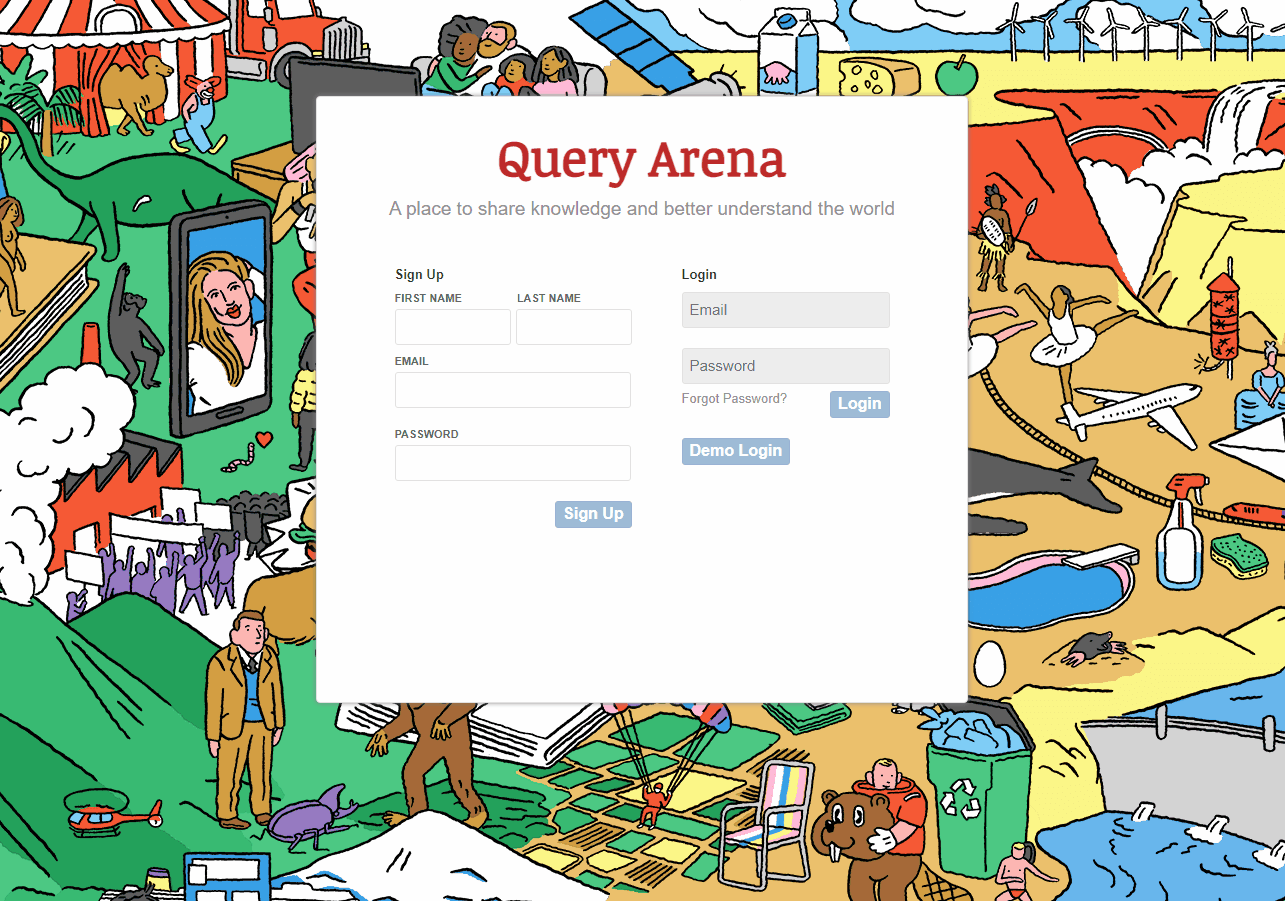 Query Arena
A place to share knowledge and better understand the world
Sign Up
FIRST NAME LAST NAME
EMAIL
PASSWORD
Sign Up
Login
Email
Password
Forgot Password? Login
Demo Login